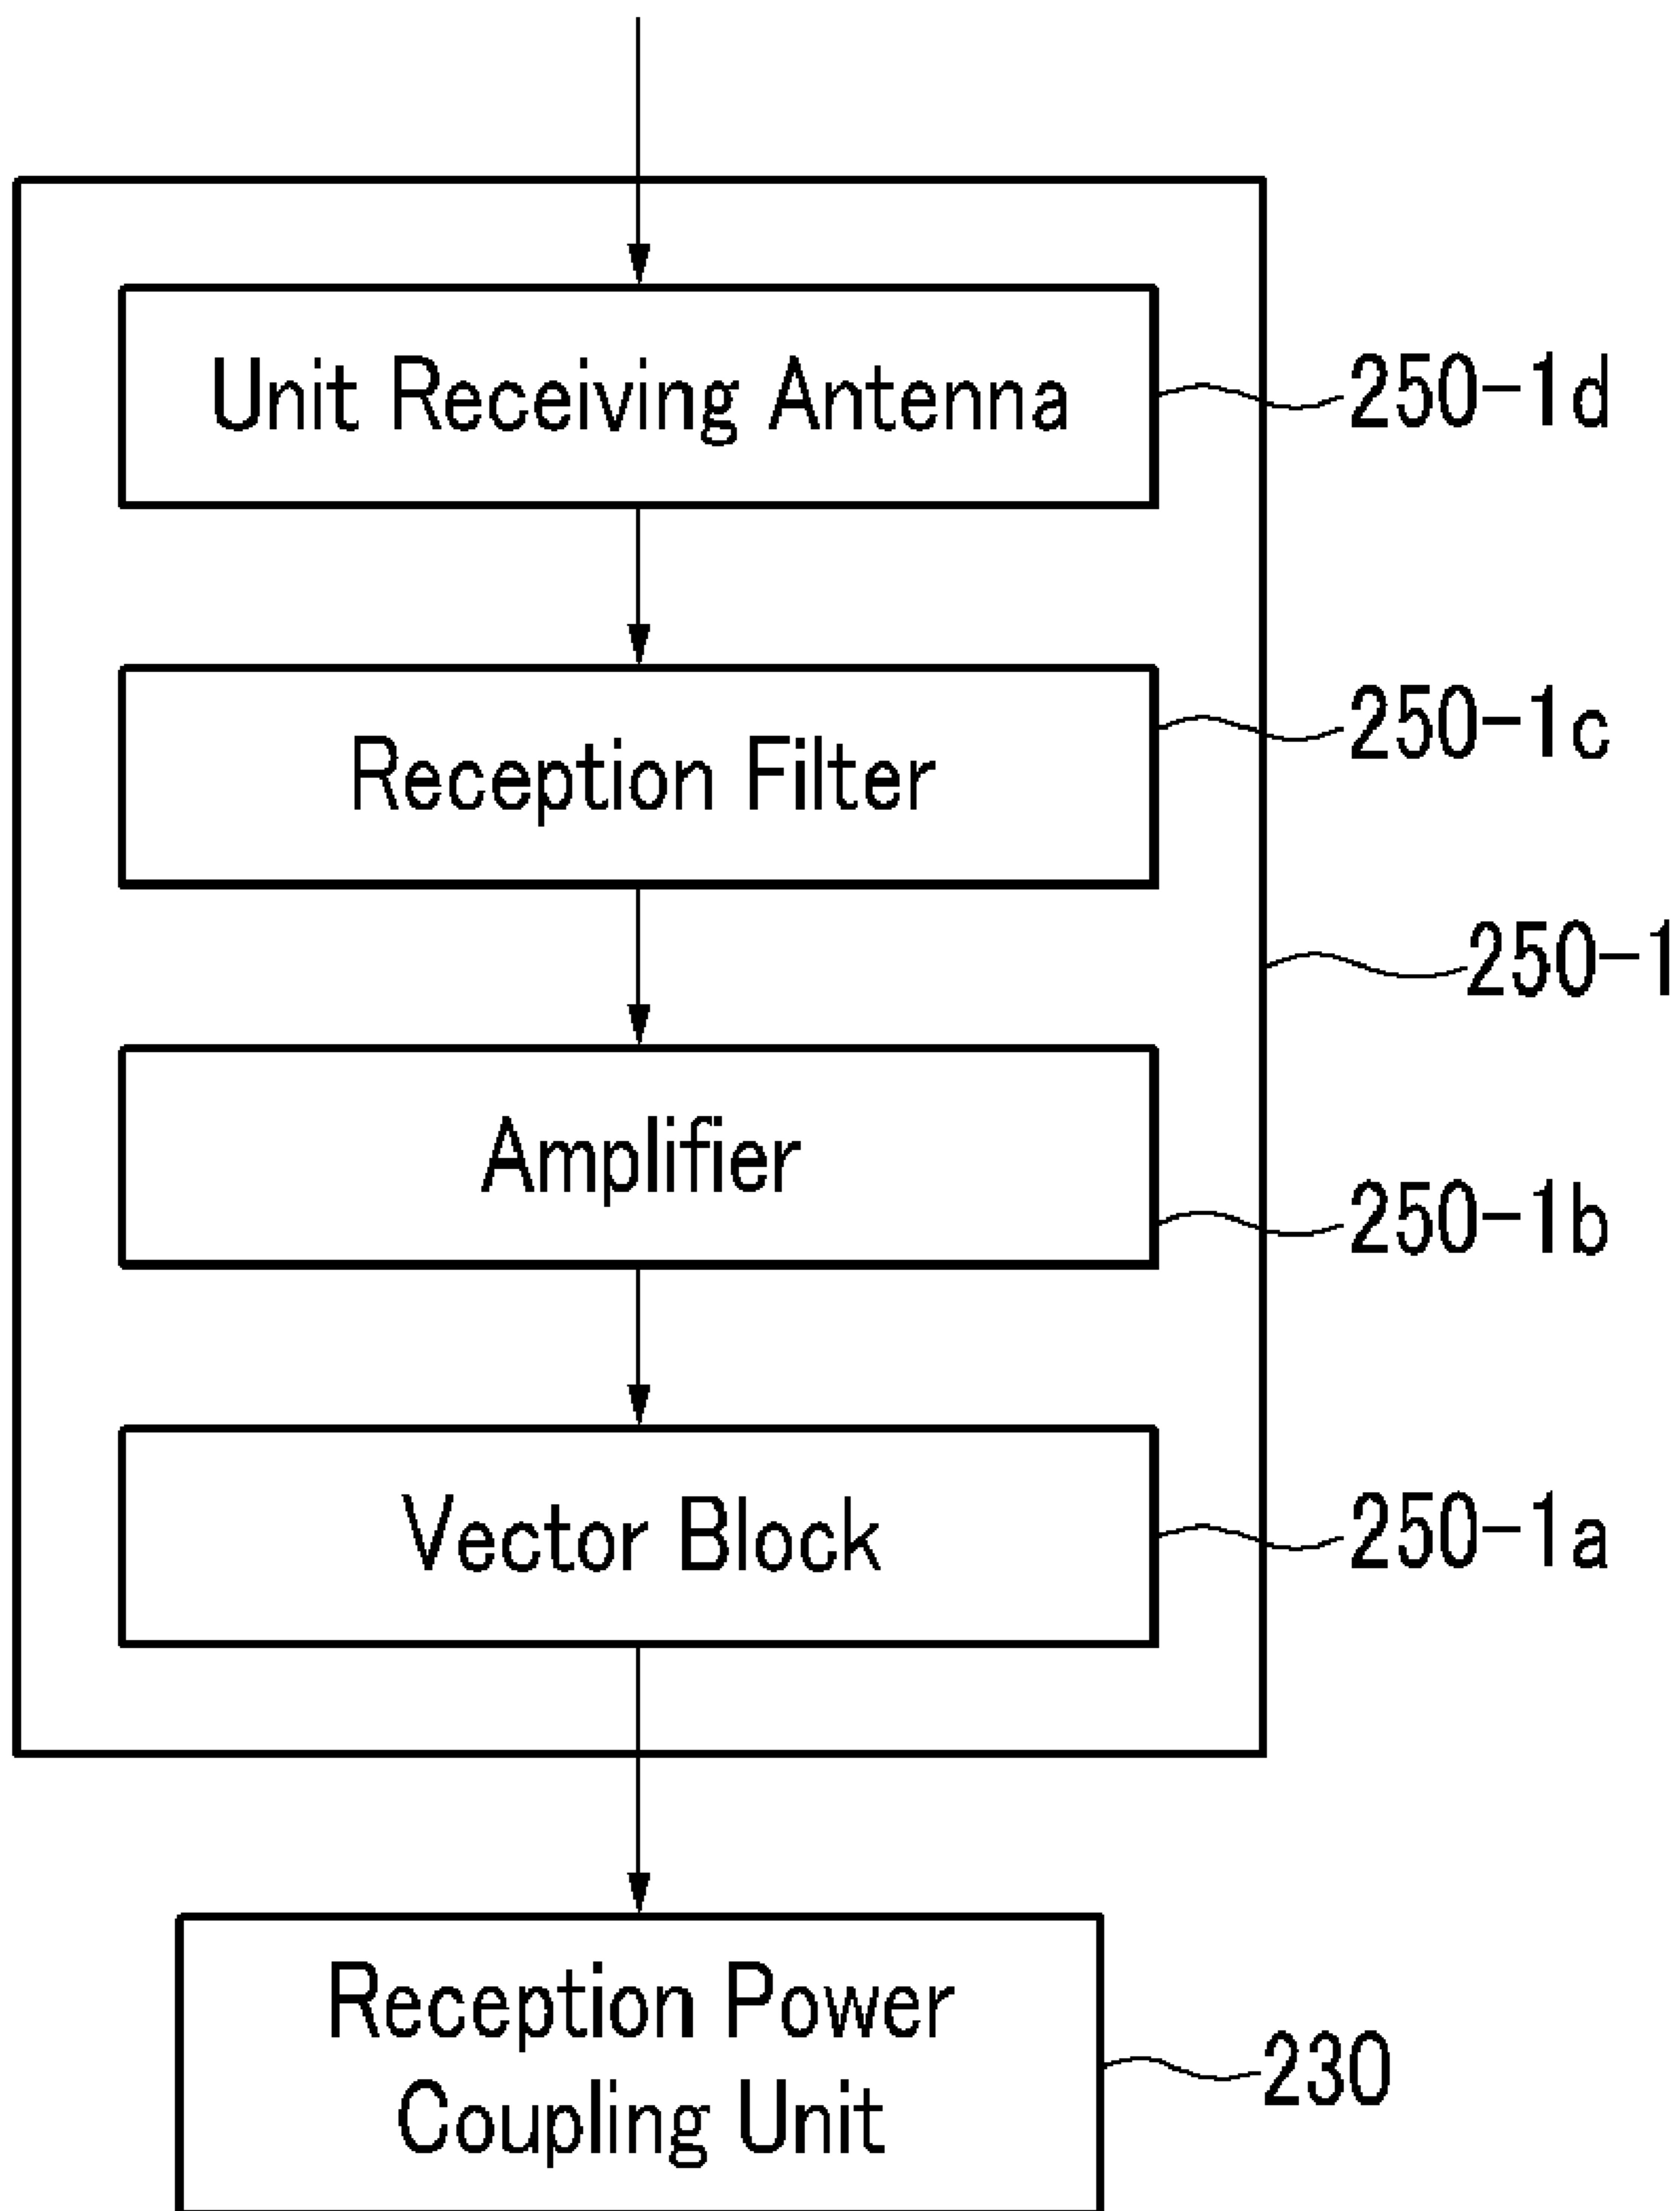 Unit Receiving Antenna
250-1d
Reception Filter
250-1c
250-1
Amplifier
250-1b
Vector Block
250-1a
Reception Power
Coupling Unit
230